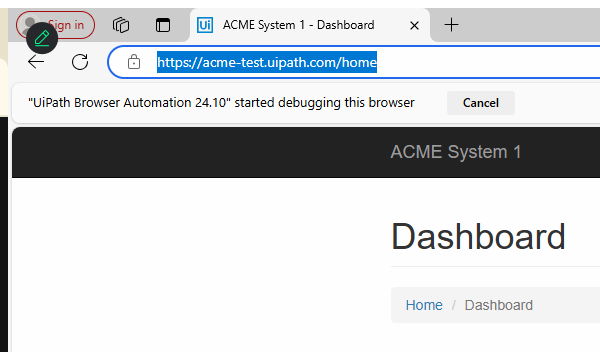 Sign in
Ui ACME System 1 - Dashboard
https://acme-test.uipath.com/home
"UiPath Browser Automation 24.10" started debugging this browser Cancel
ACME System 1
Dashboard
Home / Dashboard